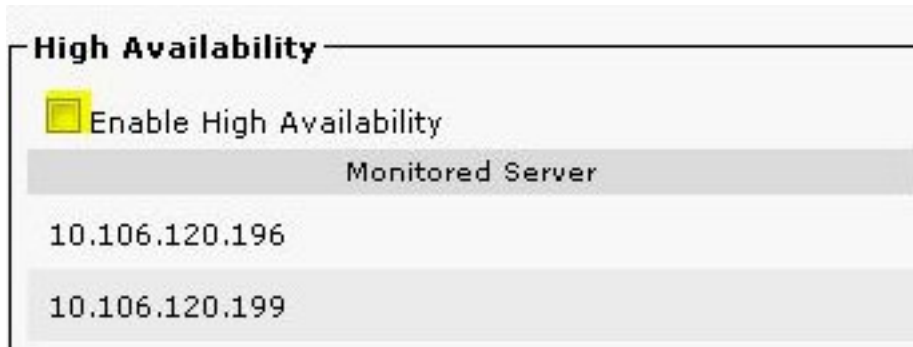 High Availability
Enable High Availability
Monitored Server
10.106.120.196
10.106.120.199